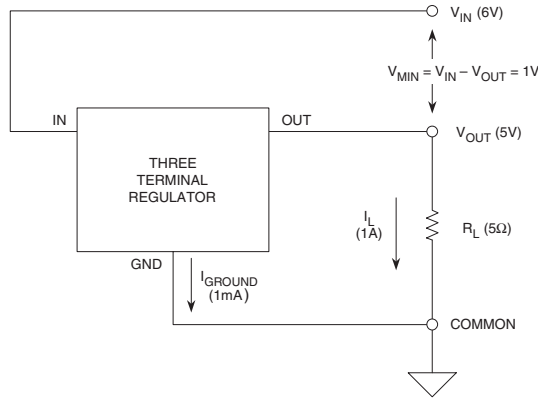 V_IN (6V)
V_MIN = V_IN – V_OUT = 1V
IN
OUT
V_OUT (5V)
THREE
TERMINAL
REGULATOR
I_L
(1A)
R_L (5Ω)
GND
I_GROUND
(1mA)
COMMON